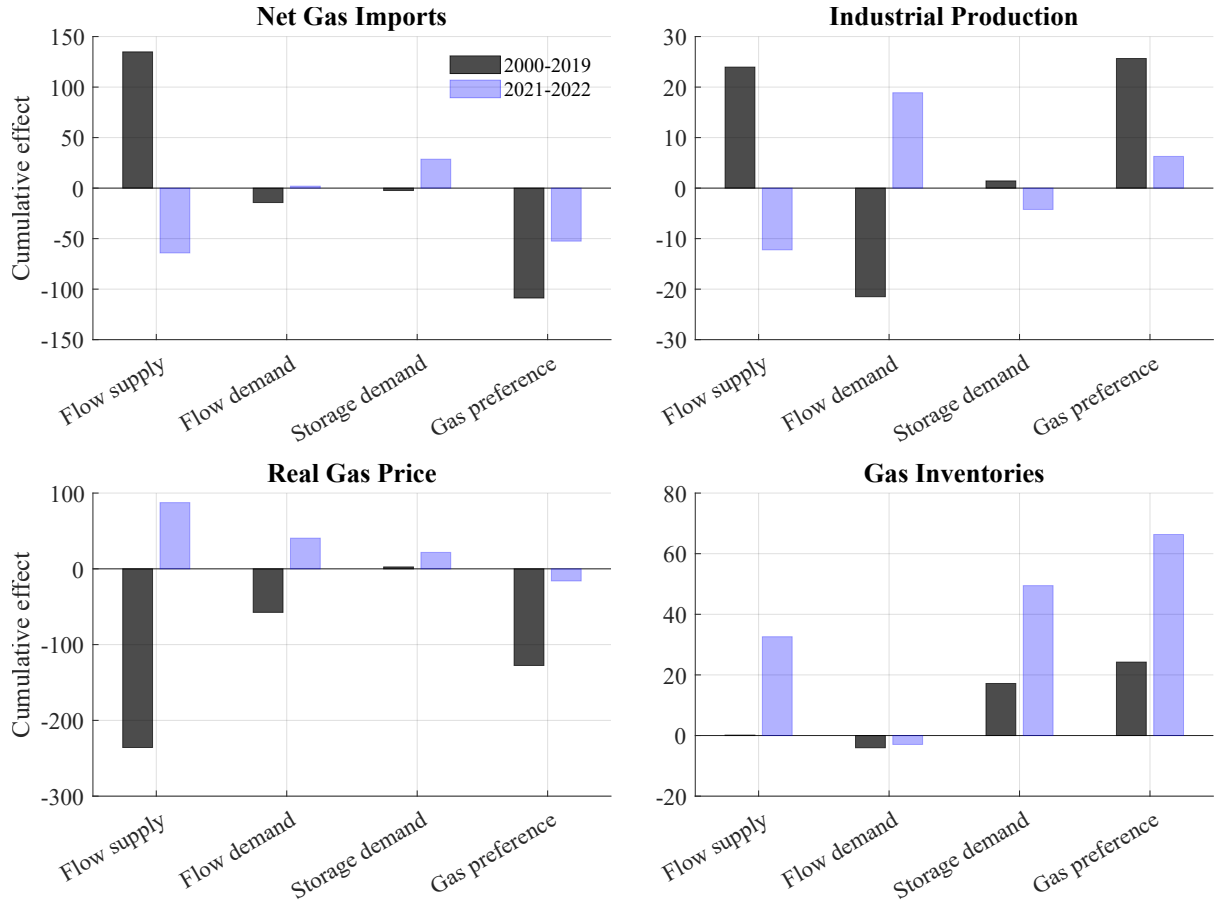 Net Gas Imports
Cumulative effect
150
100
50
0
-50
-100
-150
2000-2019
2021-2022
Flow supply
Flow demand
Storage demand
Gas preference
Industrial Production
30
20
10
0
-10
-20
-30
Flow supply
Flow demand
Storage demand
Gas preference
Real Gas Price
Cumulative effect
100
0
-100
-200
-300
Flow supply
Flow demand
Storage demand
Gas preference
Gas Inventories
80
60
40
20
0
-20
Flow supply
Flow demand
Storage demand
Gas preference